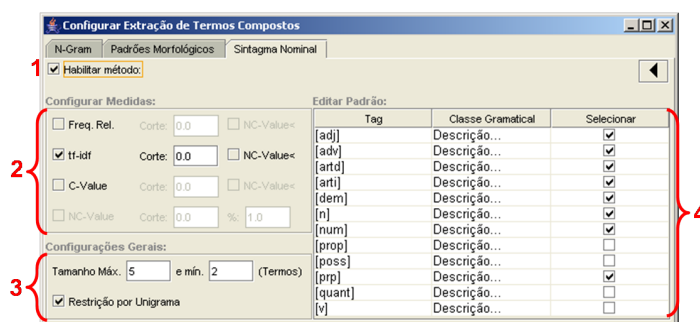 Configurar Extração de Termos Compostos
N-Gram Padrões Morfológicos Sintagma Nominal
1 Habilitar método:
Configurar Medidas:
2
Freq. Rel. Corte: 0.0 NC-Value<
tf-idf Corte: 0.0 NC-Value<
C-Value Corte: 0.0 NC-Value<
NC-Value Corte: 0.0 %: 1.0
Configurações Gerais:
3
Tamanho Máx. 5 e mín. 2 (Termos)
Restrição por Unigrama
Editar Padrão:
Tag Classe Gramatical Selecionar
[adj] Descrição...
[adv] Descrição...
[artd] Descrição...
[arti] Descrição...
[dem] Descrição...
[n] Descrição...
[num] Descrição...
[prop] Descrição...
[poss] Descrição...
[prp] Descrição...
[quant] Descrição...
[v] Descrição...
4